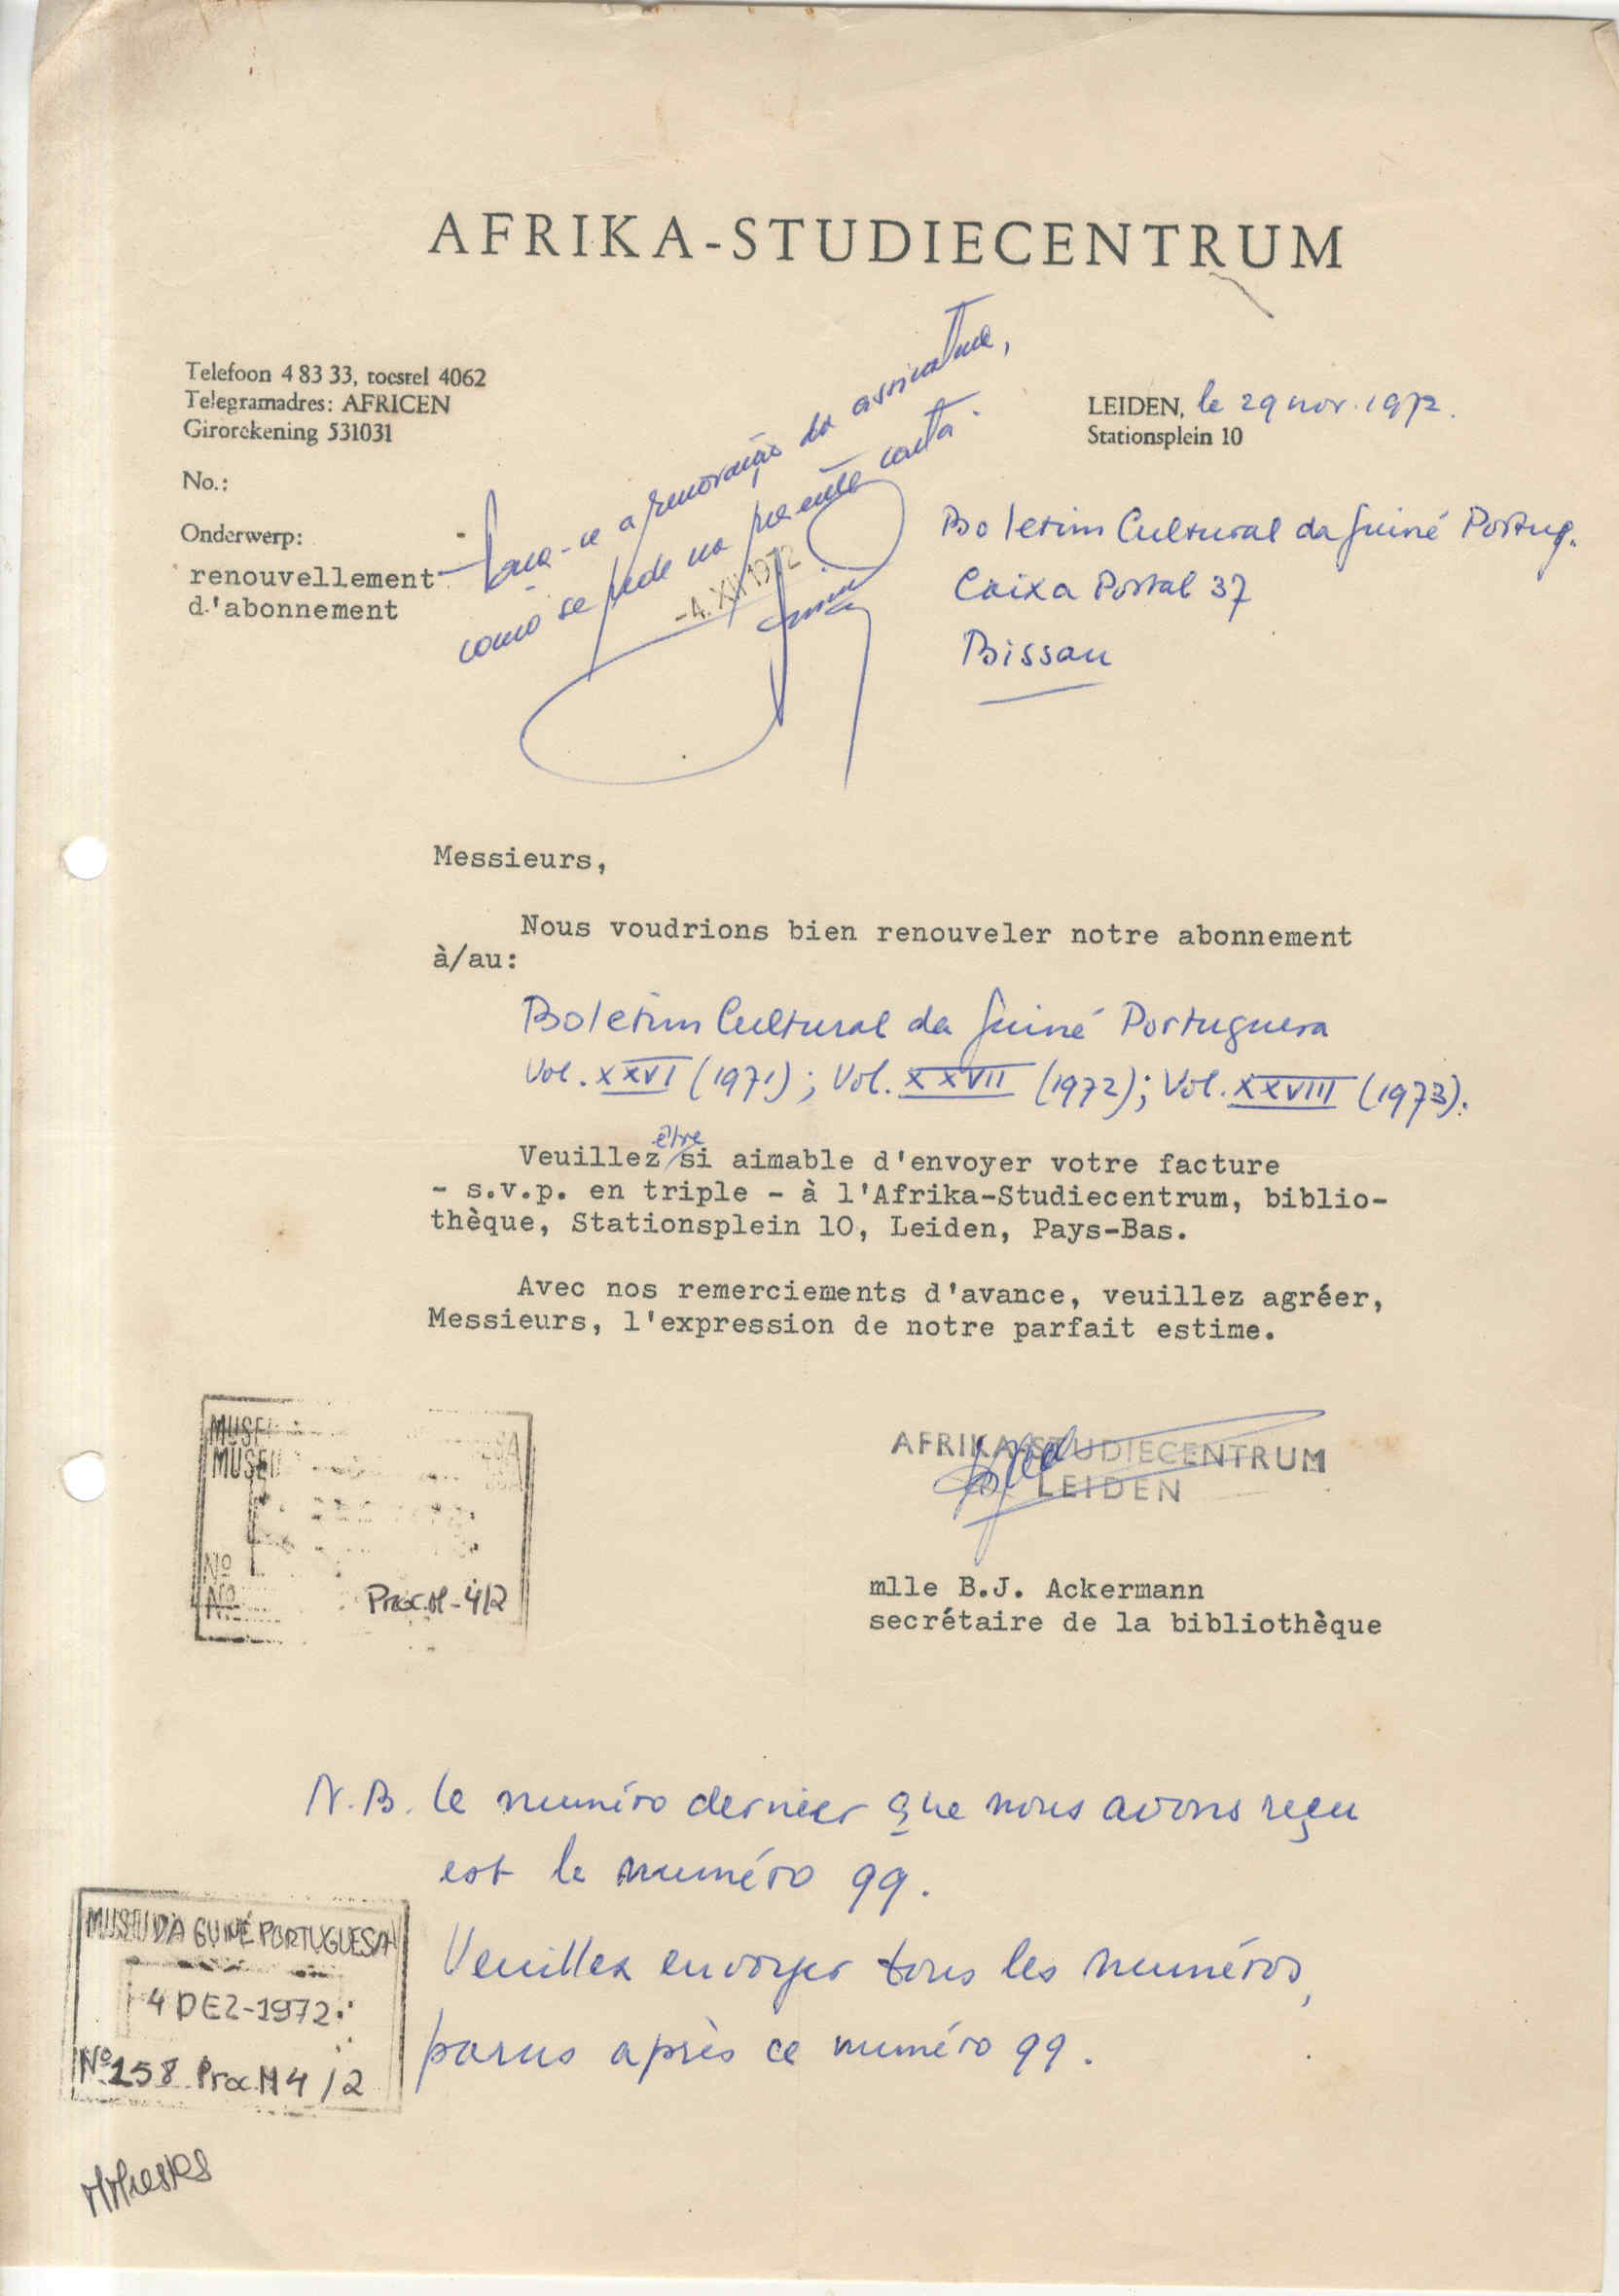 AFRIKA-STUDIECENTRUM
Telefoon 4 83 33, toestel 4062
Telegramadres: AFRICEN
Girorekening 531031
No.:
Onderwerp:
renouvellement
d'abonnement
Faça-se a renovação da assinatura,
como se pede na presente carta.
-4. XII 1972
LEIDEN, le 29 nov. 1972.
Stationsplein 10
Boletim Cultural da Guiné Portug.
Caixa Postal 37
Bissau
Messieurs,
Nous voudrions bien renouveler notre abonnement
à/au:
Boletim Cultural da Guiné Portuguesa
Vol. XXVI (1971); Vol. XXVII (1972); Vol. XXVIII (1973).
être
Veuillez/si aimable d'envoyer votre facture
- s.v.p. en triple - à l'Afrika-Studiecentrum, biblio-
thèque, Stationsplein 10, Leiden, Pays-Bas.
Avec nos remerciements d'avance, veuillez agréer,
Messieurs, l'expression de notre parfait estime.
MUSEU
Nº
Proc.M-4/2
AFRIKA-STUDIECENTRUM
LEIDEN
mlle B.J. Ackermann
secrétaire de la bibliothèque
N.B. le numéro dernier que nous avons reçu
est le numéro 99.
Veuillez envoyer tous les numéros,
parus après ce numéro 99.
MUSEU DA GUINÉ PORTUGUESA
4 DEZ-1972
Nº 158 Proc. M 4/2